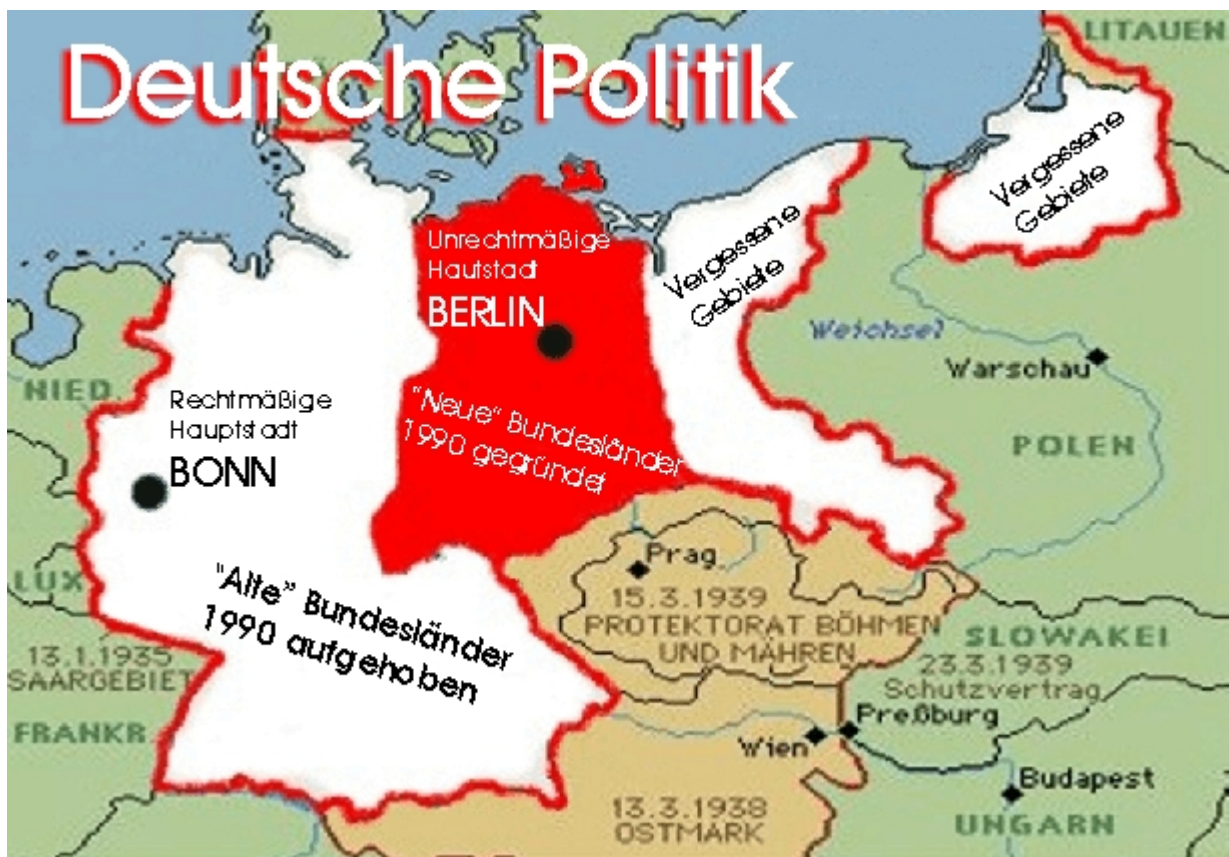 Deutsche Politik
LITAUEN
Vergessene
Gebiete
Vergessene
Gebiete
Unrechtmäßige
Hautstadt
BERLIN
Weichsel
Warschau
NIED.
Rechtmäßige
Hauptstadt
BONN
"Neue" Bundesländer
1990 gegründet
POLEN
LUX
Prag
"Alte" Bundesländer
1990 aufgehoben
15.3.1939
PROTEKTORAT BÖHMEN
UND MÄHREN
SLOWAKEI
23.3.1939
Schutzvertrag
13.1.1935
SAARGEBIET
FRANKR.
Preßburg
Wien
Budapest
13.3.1938
OSTMARK
UNGARN